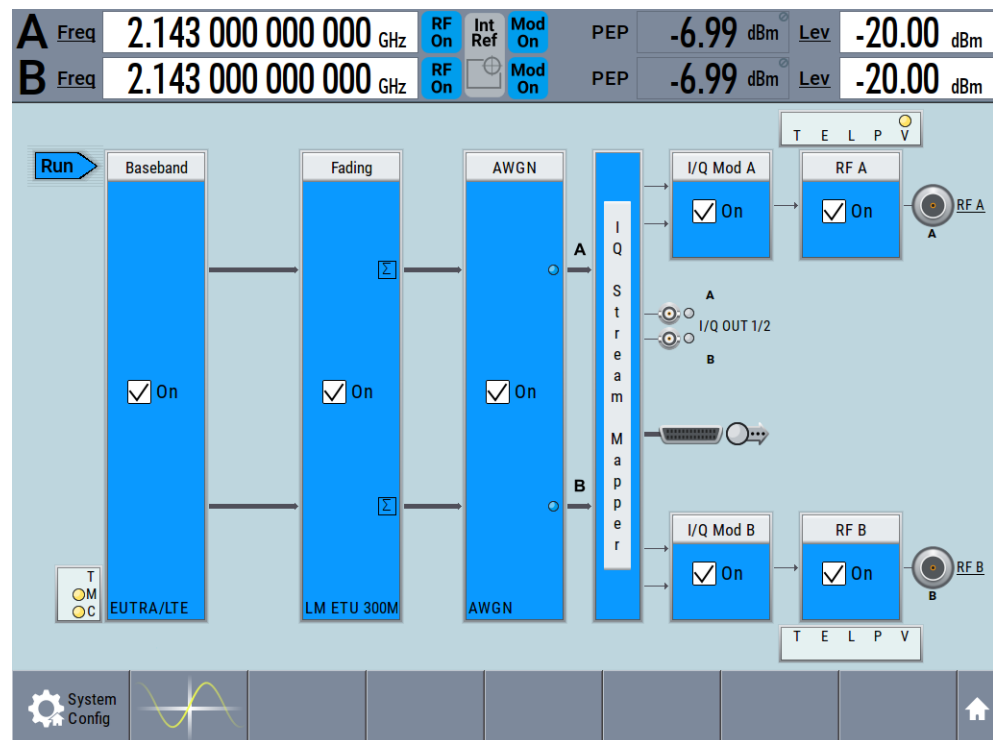 A Freq 2.143 000 000 000 GHz RF On Int Ref Mod On PEP -6.99 dBm Lev -20.00 dBm
B Freq 2.143 000 000 000 GHz RF On Mod On PEP -6.99 dBm Lev -20.00 dBm
T E L P V
Run
Baseband
Fading
AWGN
I/Q Mod A
RF A
On
On
RF A
A
A
Σ
IQ Stream Mapper
A
I/Q OUT 1/2
B
On
On
On
B
Σ
I/Q Mod B
RF B
On
On
RF B
B
T
M
C
EUTRA/LTE
LM ETU 300M
AWGN
T E L P V
System
Config